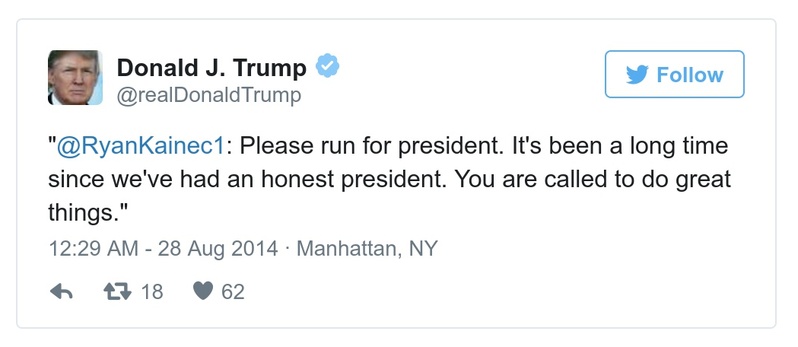 Donald J. Trump
@realDonaldTrump
Follow
"@RyanKainec1: Please run for president. It's been a long time
since we've had an honest president. You are called to do great
things."
12:29 AM - 28 Aug 2014 · Manhattan, NY
18 62